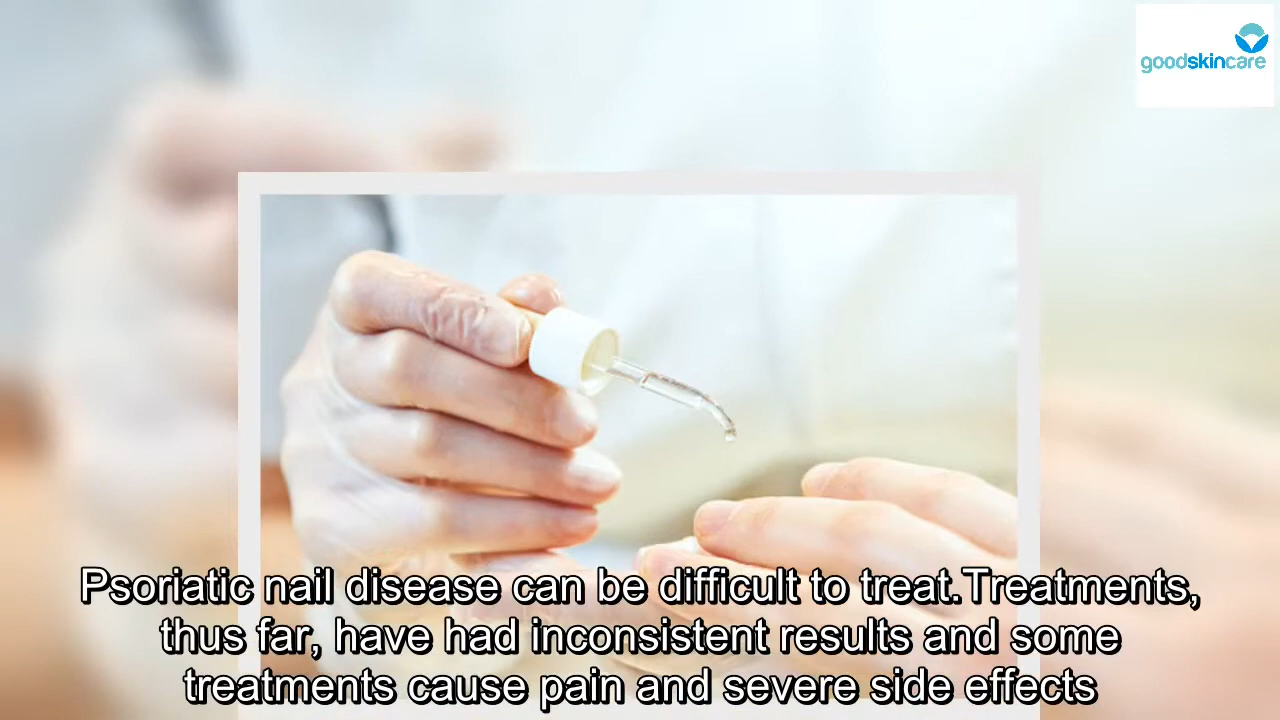 goodskincare
Psoriatic nail disease can be difficult to treat.Treatments,
thus far, have had inconsistent results and some
treatments cause pain and severe side effects